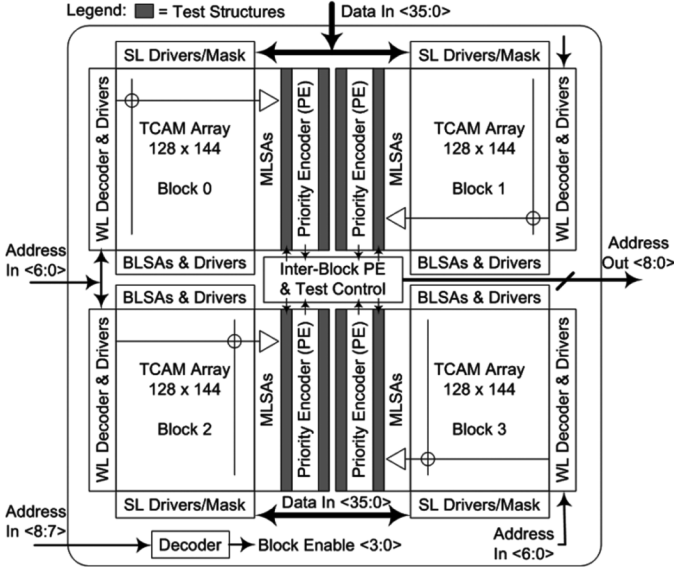 Legend: = Test Structures
Data In <35:0>
SL Drivers/Mask
SL Drivers/Mask
WL Decoder & Drivers
TCAM Array
128 x 144
Block 0
MLSAs
Priority Encoder (PE)
Priority Encoder (PE)
MLSAs
TCAM Array
128 x 144
Block 1
WL Decoder & Drivers
Address
In <6:0>
BLSAs & Drivers
Inter-Block PE
& Test Control
BLSAs & Drivers
Address
Out <8:0>
BLSAs & Drivers
BLSAs & Drivers
WL Decoder & Drivers
TCAM Array
128 x 144
Block 2
MLSAs
Priority Encoder (PE)
Priority Encoder (PE)
MLSAs
TCAM Array
128 x 144
Block 3
WL Decoder & Drivers
SL Drivers/Mask
Data In <35:0>
SL Drivers/Mask
Address
In <8:7>
Decoder
Block Enable <3:0>
Address
In <6:0>